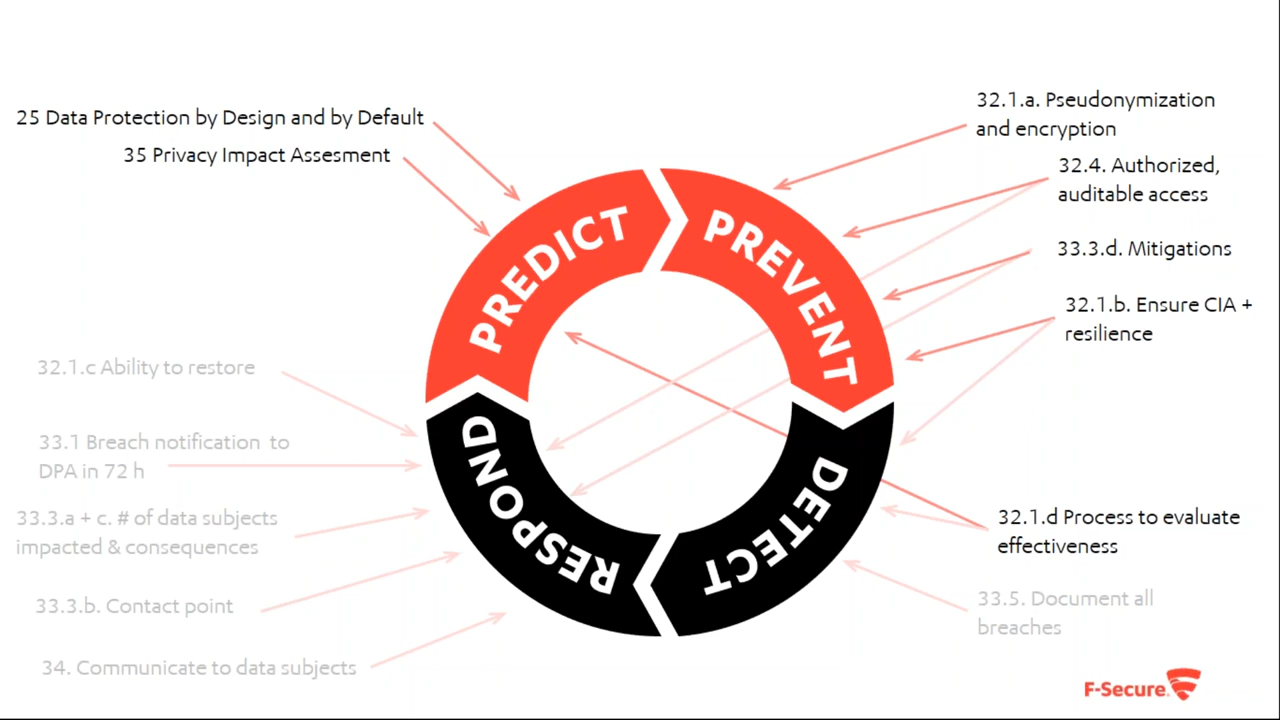 25 Data Protection by Design and by Default
35 Privacy Impact Assesment
32.1.a. Pseudonymization
and encryption
32.4. Authorized,
auditable access
33.3.d. Mitigations
32.1.b. Ensure CIA +
resilience
PREDICT
PREVENT
DETECT
RESPOND
32.1.c Ability to restore
33.1 Breach notification to
DPA in 72 h
33.3.a + c. # of data subjects
impacted & consequences
33.3.b. Contact point
34. Communicate to data subjects
32.1.d Process to evaluate
effectiveness
33.5. Document all
breaches
F-Secure.